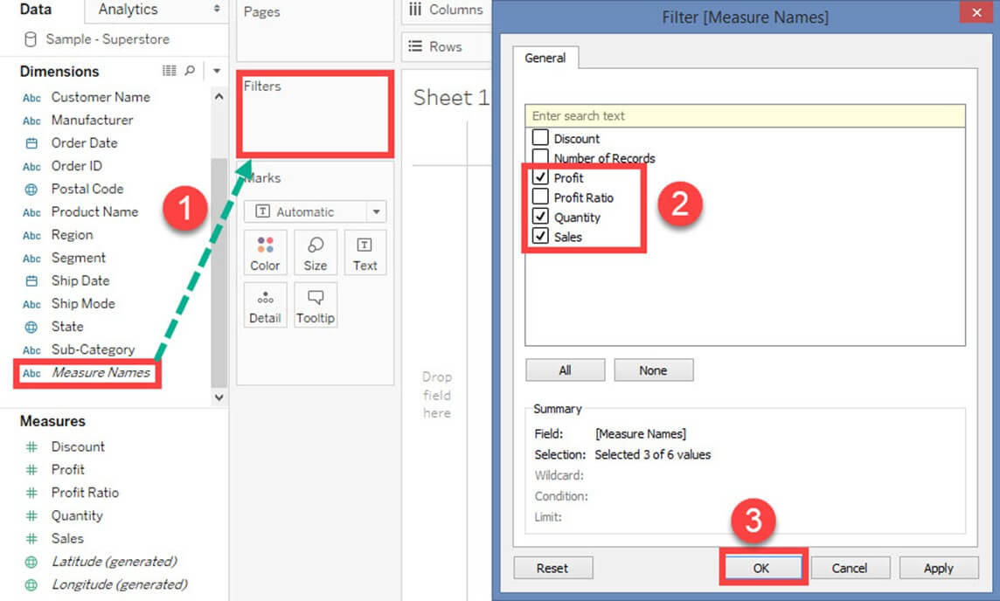 Data
Analytics
Sample - Superstore
Dimensions
Abc Customer Name
Abc Manufacturer
Order Date
Abc Order ID
Postal Code
Abc Product Name
Abc Region
Abc Segment
Ship Date
Abc Ship Mode
State
Abc Sub-Category
Abc Measure Names
Measures
# Discount
# Profit
# Profit Ratio
# Quantity
# Sales
Latitude (generated)
Longitude (generated)
1
Pages
Filters
Marks
T Automatic
Color
Size
T
Text
Detail
Tooltip
Columns
Rows
Sheet 1
Drop
field
here
Filter [Measure Names]
General
Enter search text
Discount
Number of Records
Profit
Profit Ratio
Quantity
Sales
2
All
None
Summary
Field: [Measure Names]
Selection: Selected 3 of 6 values
Wildcard:
Condition:
Limit:
3
Reset
OK
Cancel
Apply